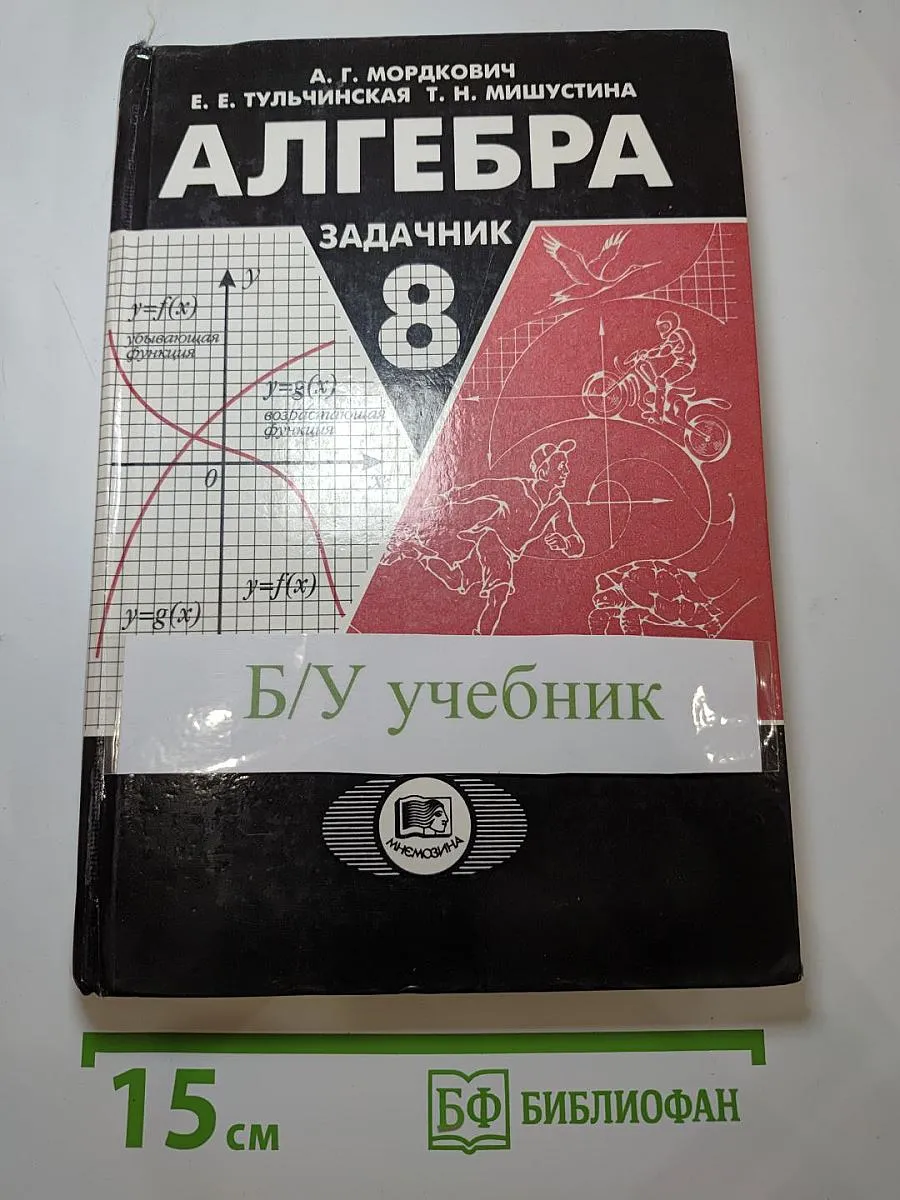 А. Г. МОРДКОВИЧ
Е. Е. ТУЛЬЧИНСКАЯ Т. Н. МИШУСТИНА
АЛГЕБРА
ЗАДАЧНИК
8
y
y=f(x)
убывающая
функция
y=g(x)
возрастающая
функция
0
x
y=f(x)
y=g(x)
Б/У учебник
МНЕМОЗИНА
15 см
БФ БИБЛИОФАН